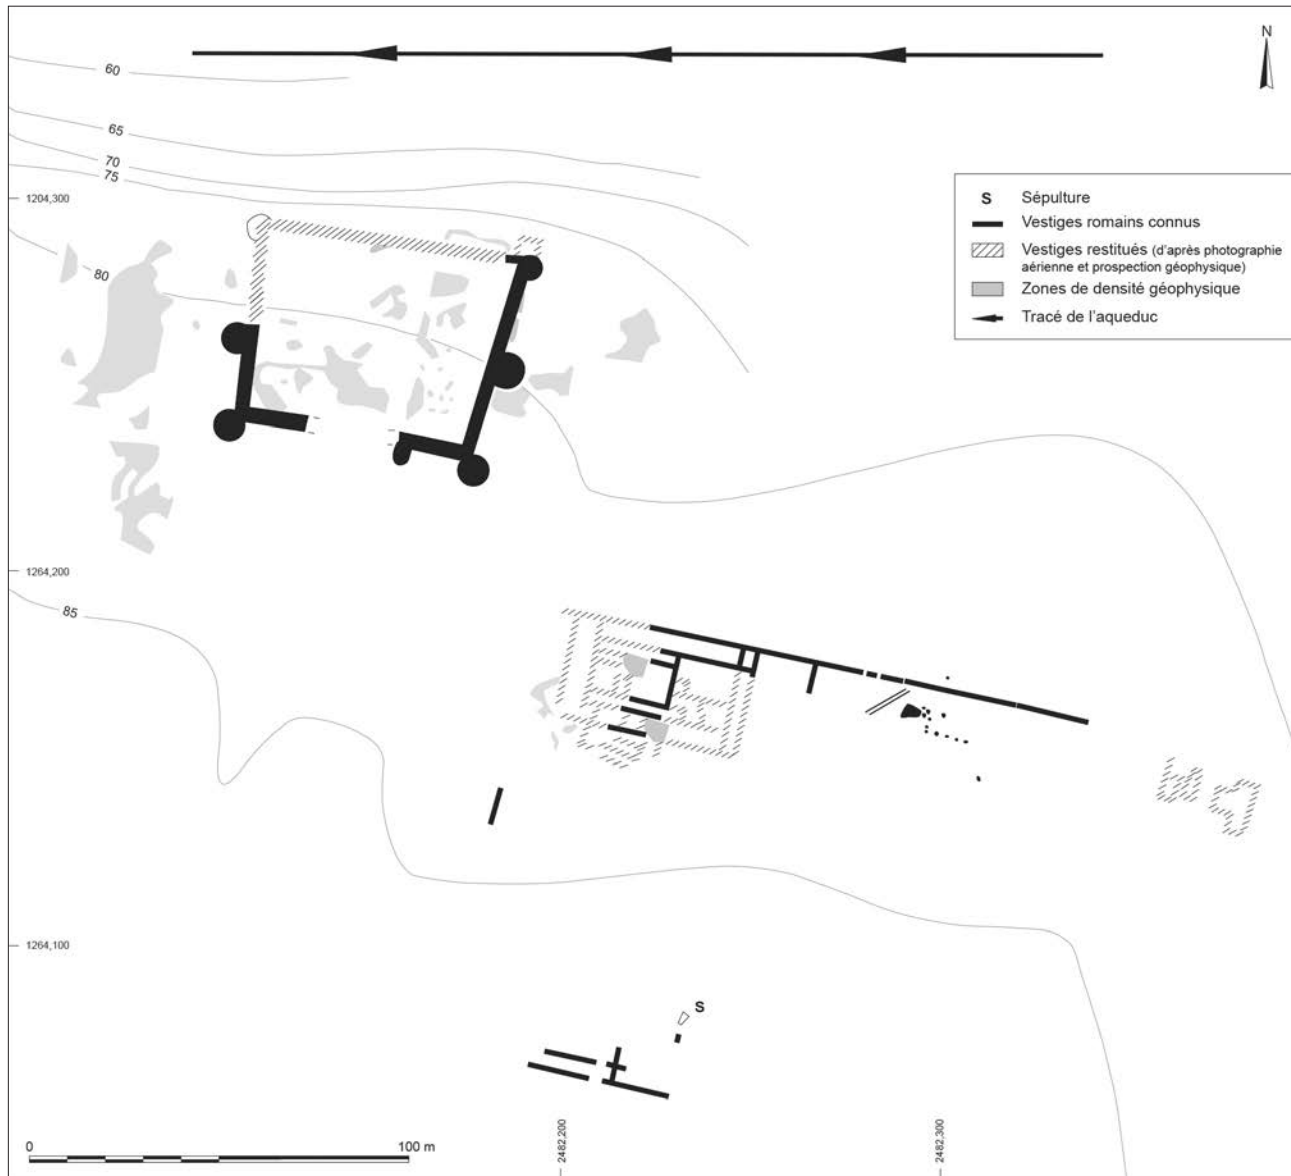 N
60
65
70
75
1204,300
80
S Sépulture
Vestiges romains connus
Vestiges restitués (d'après photographie
aérienne et prospection géophysique)
Zones de densité géophysique
Tracé de l'aqueduc
1264,200
85
1264,100
S
0 100 m
2482,200
2482,300